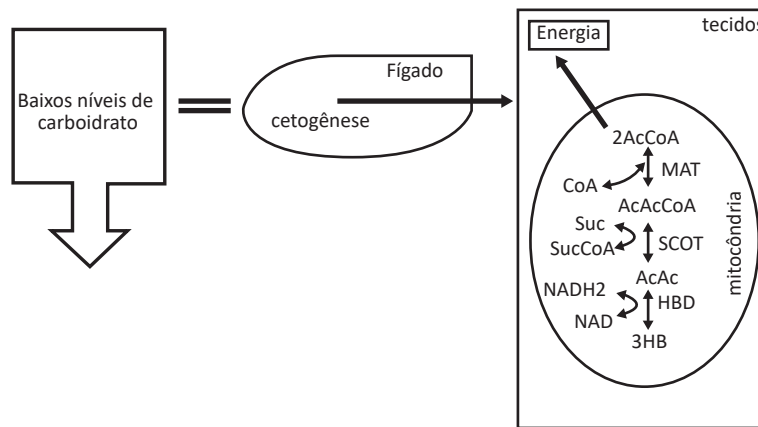 Baixos níveis de
carboidrato
Fígado
cetogênese
tecidos
Energia
2AcCoA
MAT
CoA
AcAcCoA
Suc
SucCoA
SCOT
AcAc
NADH2
HBD
NAD
3HB
mitocôndria